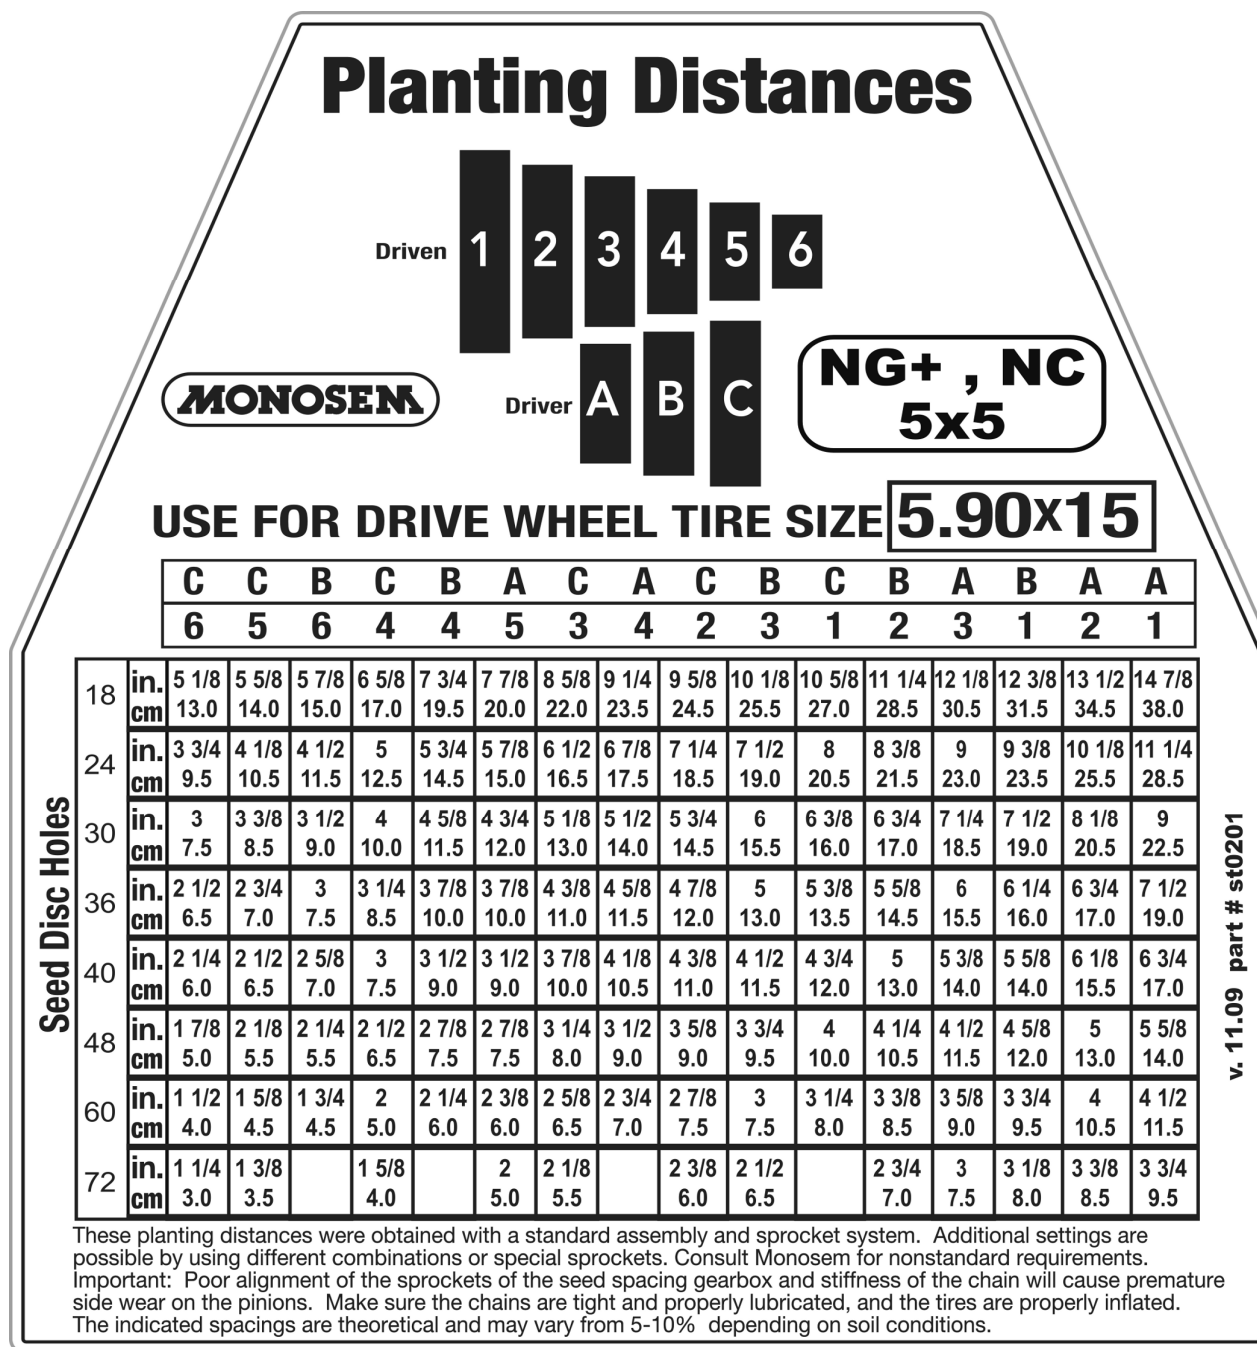 Planting Distances
Driven 1 2 3 4 5 6
MONOSEM
Driver A B C
NG+ , NC
5x5
USE FOR DRIVE WHEEL TIRE SIZE 5.90x15
C C B C B A C A C B C B A B A A
6 5 6 4 4 5 3 4 2 3 1 2 3 1 2 1
Seed Disc Holes
18 in. 5 1/8 5 5/8 5 7/8 6 5/8 7 3/4 7 7/8 8 5/8 9 1/4 9 5/8 10 1/8 10 5/8 11 1/4 12 1/8 12 3/8 13 1/2 14 7/8
cm 13.0 14.0 15.0 17.0 19.5 20.0 22.0 23.5 24.5 25.5 27.0 28.5 30.5 31.5 34.5 38.0
24 in. 3 3/4 4 1/8 4 1/2 5 5 3/4 5 7/8 6 1/2 6 7/8 7 1/4 7 1/2 8 8 3/8 9 9 3/8 10 1/8 11 1/4
cm 9.5 10.5 11.5 12.5 14.5 15.0 16.5 17.5 18.5 19.0 20.5 21.5 23.0 23.5 25.5 28.5
30 in. 3 3 3/8 3 1/2 4 4 5/8 4 3/4 5 1/8 5 1/2 5 3/4 6 6 3/8 6 3/4 7 1/4 7 1/2 8 1/8 9
cm 7.5 8.5 9.0 10.0 11.5 12.0 13.0 14.0 14.5 15.5 16.0 17.0 18.5 19.0 20.5 22.5
36 in. 2 1/2 2 3/4 3 3 1/4 3 7/8 3 7/8 4 3/8 4 5/8 4 7/8 5 5 3/8 5 5/8 6 6 1/4 6 3/4 7 1/2
cm 6.5 7.0 7.5 8.5 10.0 10.0 11.0 11.5 12.0 13.0 13.5 14.5 15.5 16.0 17.0 19.0
40 in. 2 1/4 2 1/2 2 5/8 3 3 1/2 3 1/2 3 7/8 4 1/8 4 3/8 4 1/2 4 3/4 5 5 3/8 5 5/8 6 1/8 6 3/4
cm 6.0 6.5 7.0 7.5 9.0 9.0 10.0 10.5 11.0 11.5 12.0 13.0 14.0 14.0 15.5 17.0
48 in. 1 7/8 2 1/8 2 1/4 2 1/2 2 7/8 2 7/8 3 1/4 3 1/2 3 5/8 3 3/4 4 4 1/4 4 1/2 4 5/8 5 5 5/8
cm 5.0 5.5 5.5 6.5 7.5 7.5 8.0 9.0 9.0 9.5 10.0 10.5 11.5 12.0 13.0 14.0
60 in. 1 1/2 1 5/8 1 3/4 2 2 1/4 2 3/8 2 5/8 2 3/4 2 7/8 3 3 1/4 3 3/8 3 5/8 3 3/4 4 4 1/2
cm 4.0 4.5 4.5 5.0 6.0 6.0 6.5 7.0 7.5 7.5 8.0 8.5 9.0 9.5 10.5 11.5
72 in. 1 1/4 1 3/8 1 5/8 2 2 1/8 2 3/8 2 1/2 2 3/4 3 3 1/8 3 3/8 3 3/4
cm 3.0 3.5 4.0 5.0 5.5 6.0 6.5 7.0 7.5 8.0 8.5 9.5
v. 11.09 part # st0201
These planting distances were obtained with a standard assembly and sprocket system. Additional settings are
possible by using different combinations or special sprockets. Consult Monosem for nonstandard requirements.
Important: Poor alignment of the sprockets of the seed spacing gearbox and stiffness of the chain will cause premature
side wear on the pinions. Make sure the chains are tight and properly lubricated, and the tires are properly inflated.
The indicated spacings are theoretical and may vary from 5-10% depending on soil conditions.